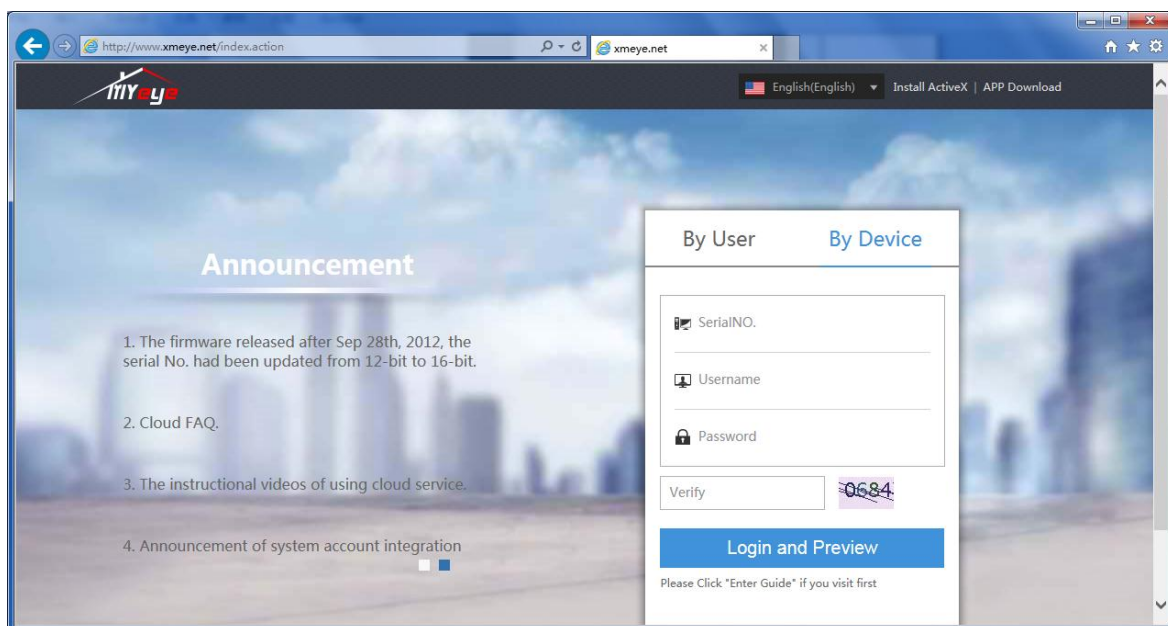 http://www.xmeye.net/index.action
xmeye.net
mYeye
English(English)
Install ActiveX | APP Download
By User
By Device
Announcement
1. The firmware released after Sep 28th, 2012, the
serial No. had been updated from 12-bit to 16-bit.
2. Cloud FAQ.
3. The instructional videos of using cloud service.
4. Announcement of system account integration
SerialNO.
Username
Password
Verify
0684
Login and Preview
Please Click "Enter Guide" if you visit first